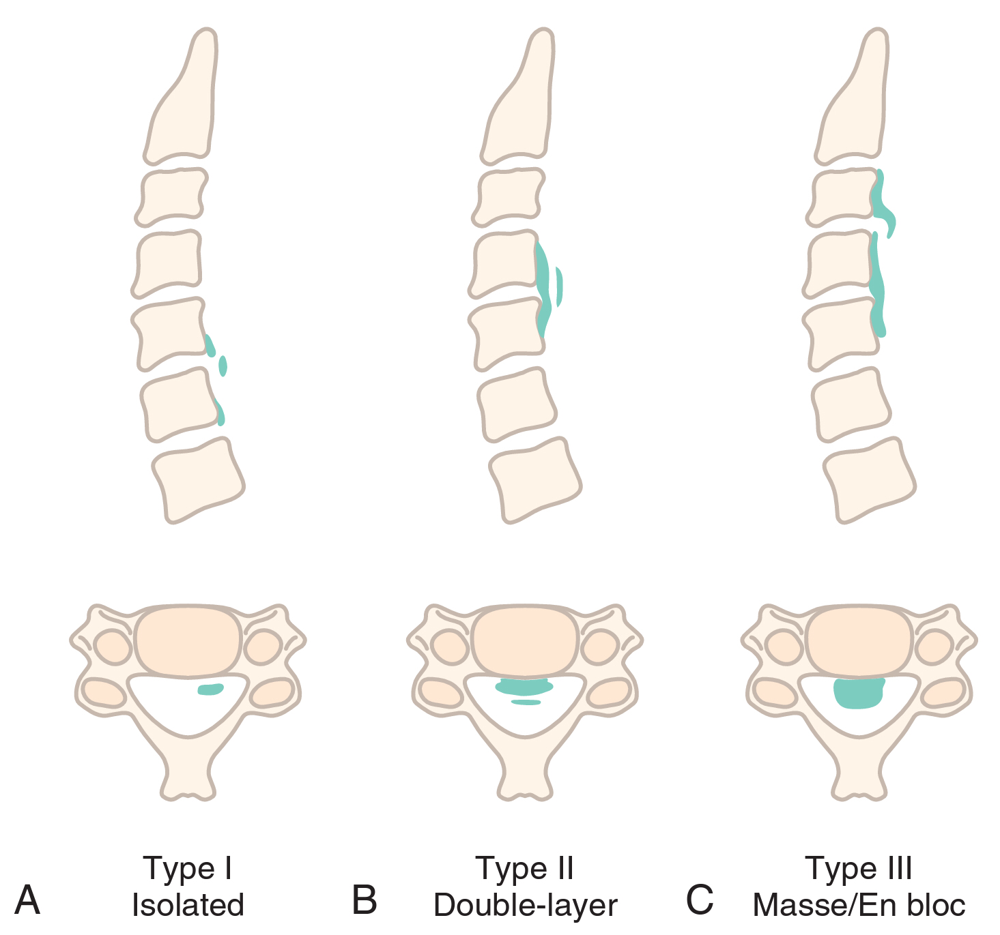 A
Type I
Isolated
B
Type II
Double-layer
C
Type III
Masse/En bloc